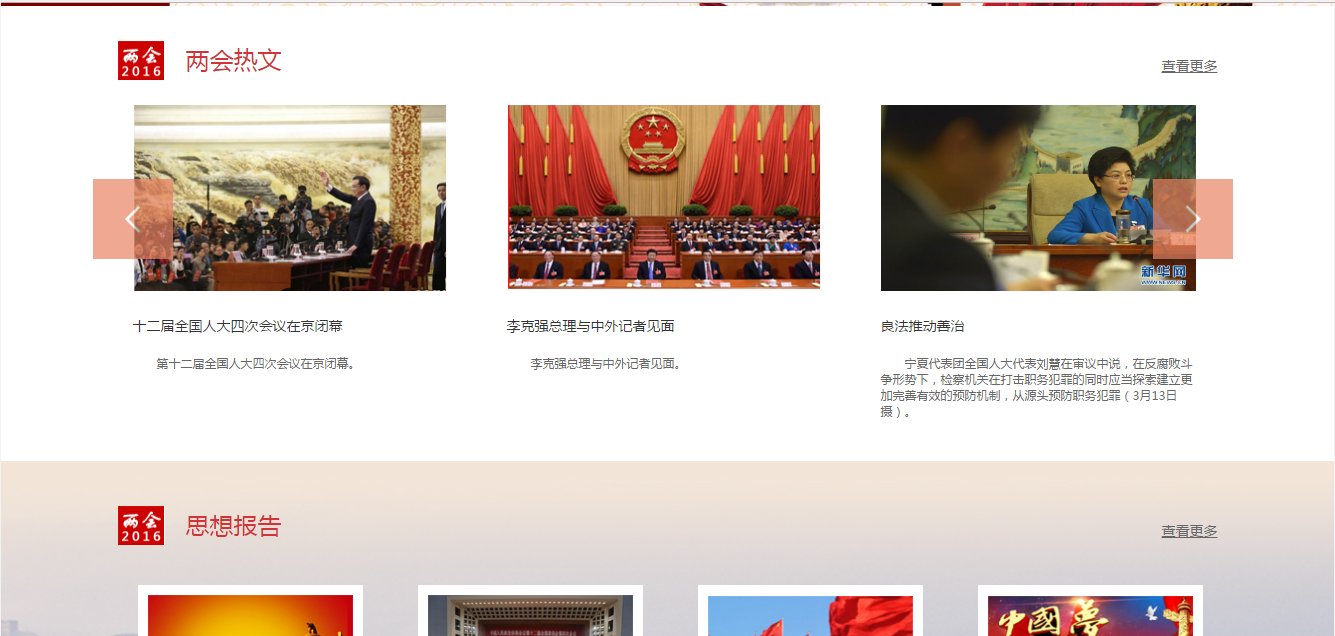 两会
2016
两会热文
查看更多
新华网
WWW.NEWS.CN
十二届全国人大四次会议在京闭幕
李克强总理与中外记者见面
良法推动善治
第十二届全国人大四次会议在京闭幕。
李克强总理与中外记者见面。
宁夏代表团全国人大代表刘慧在审议中说，在反腐败斗
争形势下，检察机关在打击职务犯罪的同时应当探索建立更
加完善有效的预防机制，从源头预防职务犯罪（3月13日
摄）。
两会
2016
思想报告
查看更多
中國夢